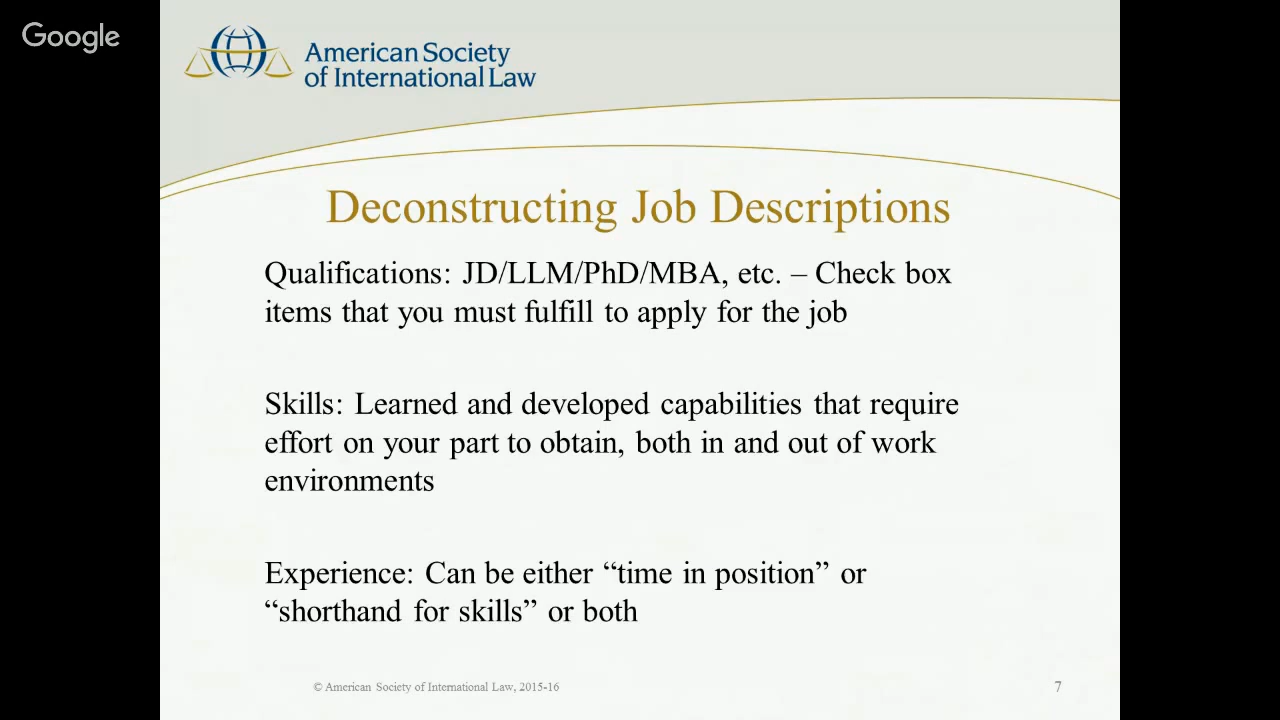 Google
American Society
of International Law
Deconstructing Job Descriptions
Qualifications: JD/LLM/PhD/MBA, etc. – Check box
items that you must fulfill to apply for the job
Skills: Learned and developed capabilities that require
effort on your part to obtain, both in and out of work
environments
Experience: Can be either “time in position” or
“shorthand for skills” or both
© American Society of International Law, 2015-16
7